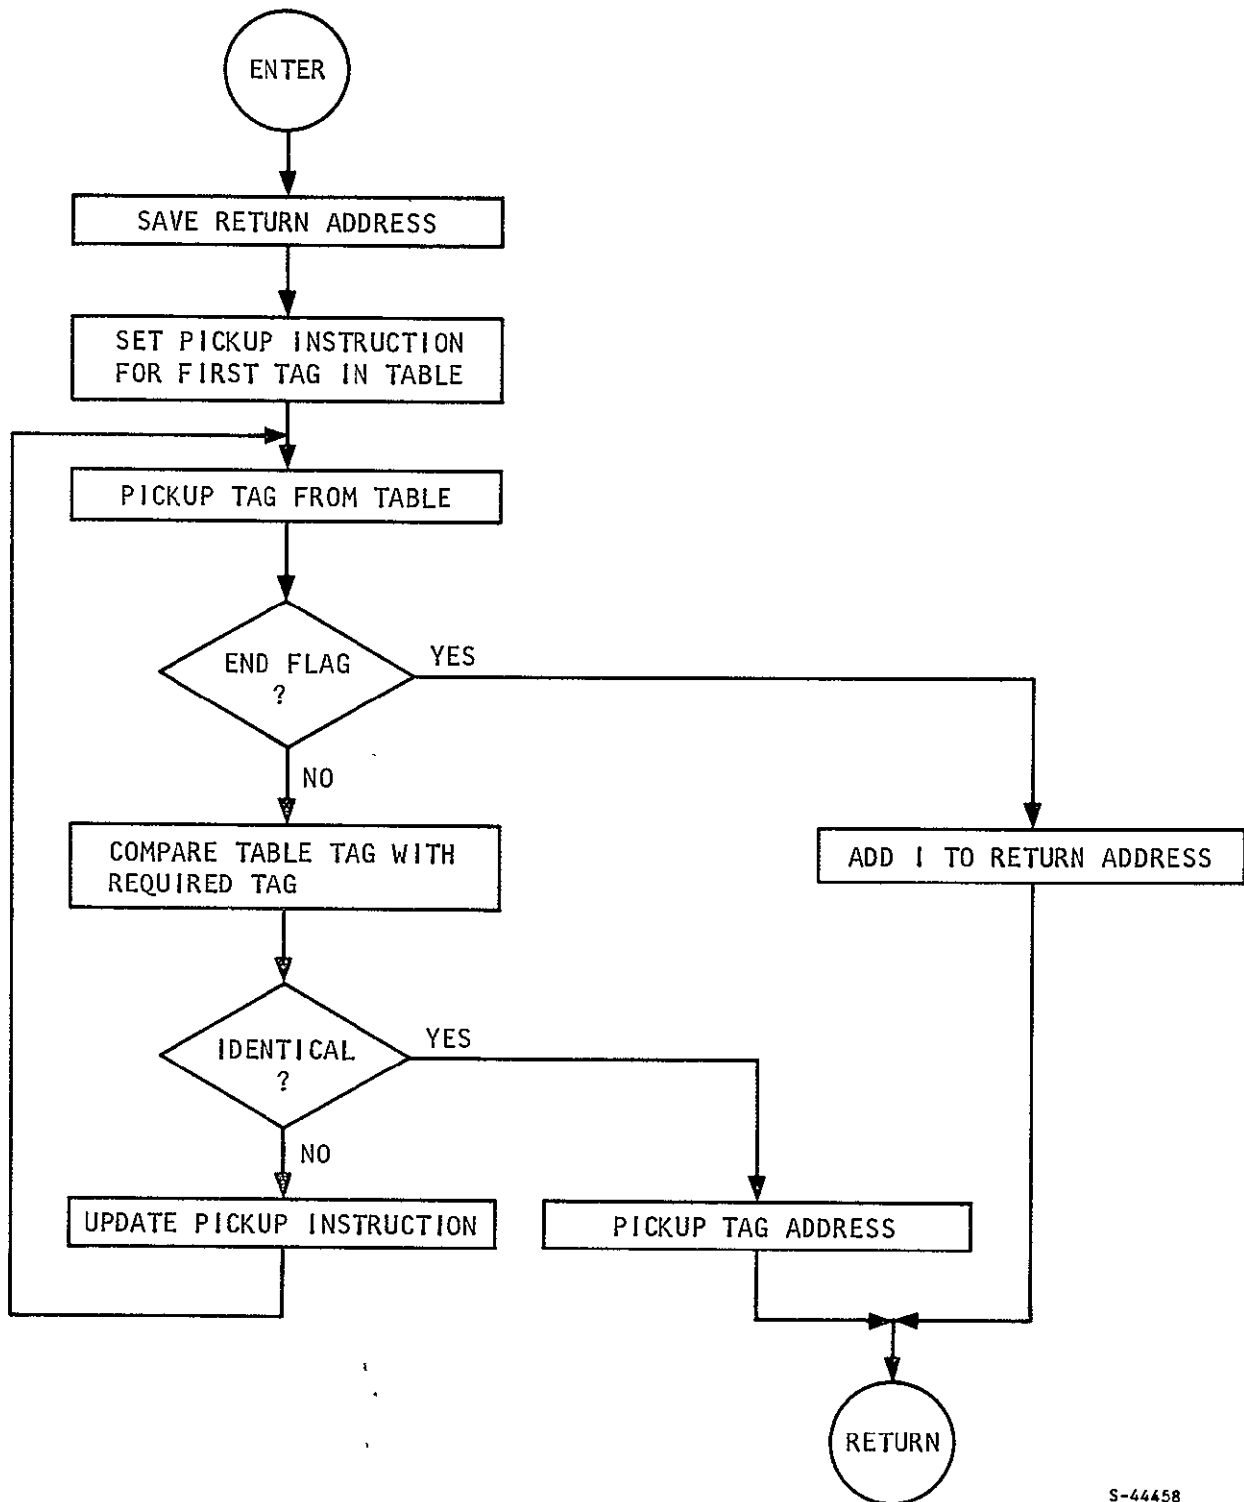 ENTER
SAVE RETURN ADDRESS
SET PICKUP INSTRUCTION
FOR FIRST TAG IN TABLE
PICKUP TAG FROM TABLE
END FLAG
?
YES
NO
COMPARE TABLE TAG WITH
REQUIRED TAG
ADD 1 TO RETURN ADDRESS
IDENTICAL
?
YES
NO
UPDATE PICKUP INSTRUCTION
PICKUP TAG ADDRESS
RETURN
S-44458